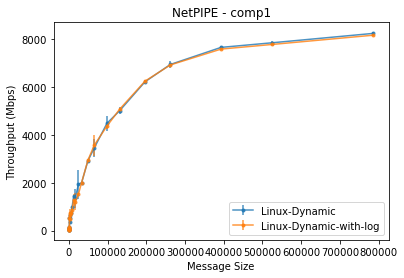 NetPIPE - comp1
Throughput (Mbps)
8000
6000
4000
2000
0
0 100000 200000 300000 400000 500000 600000 700000 800000
Message Size
Linux-Dynamic
Linux-Dynamic-with-log